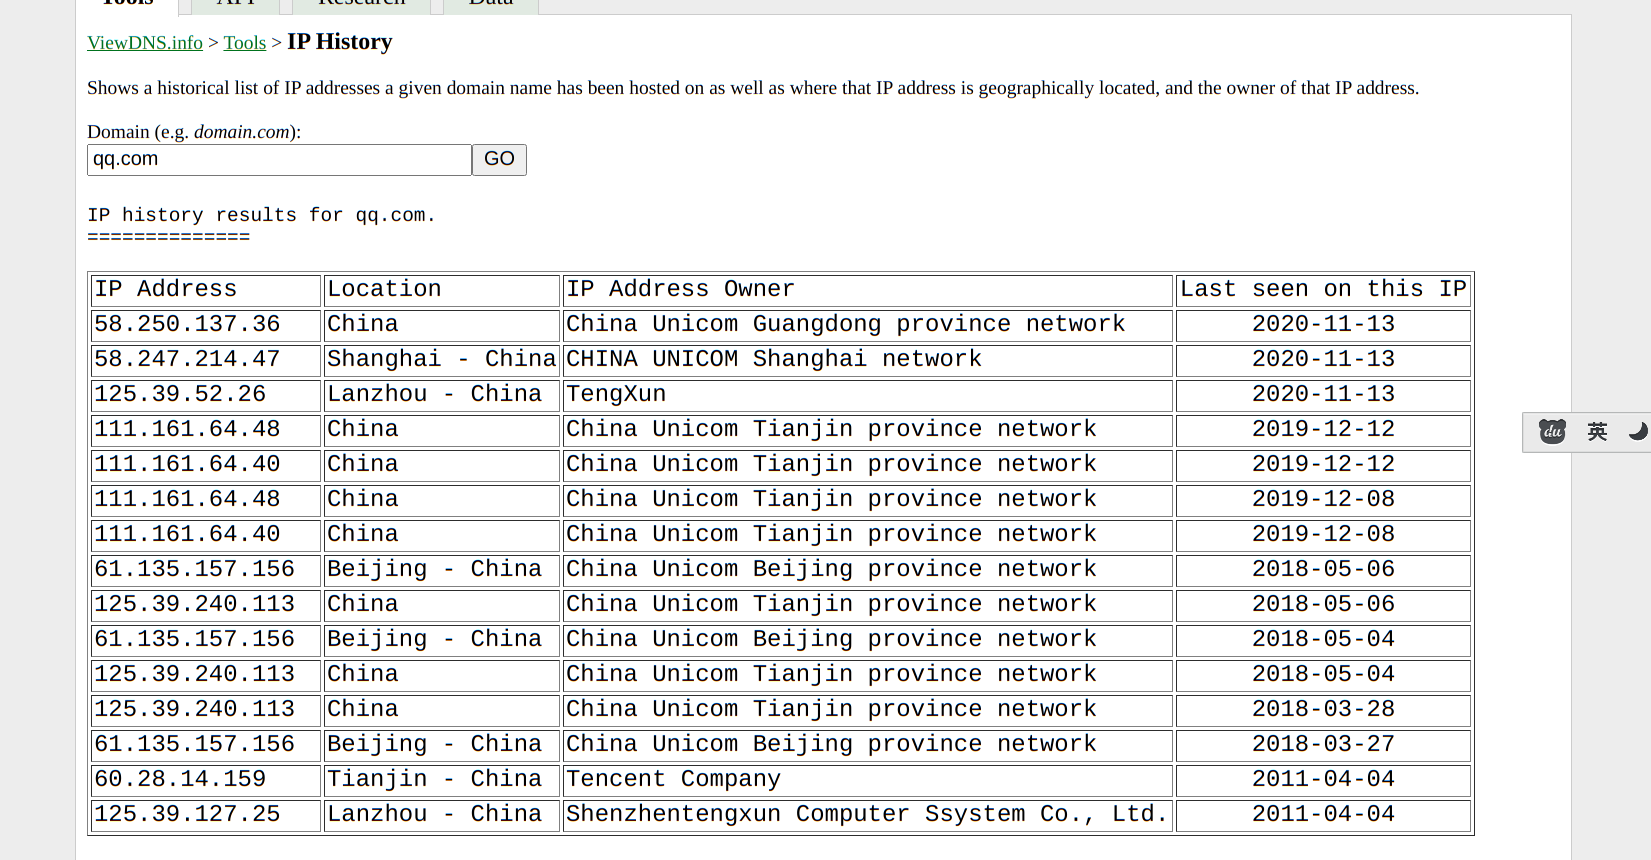 Tools API Research Data
ViewDNS.info > Tools > IP History
Shows a historical list of IP addresses a given domain name has been hosted on as well as where that IP address is geographically located, and the owner of that IP address.
Domain (e.g. domain.com):
qq.com GO
IP history results for qq.com.
==============
IP Address Location IP Address Owner Last seen on this IP
58.250.137.36 China China Unicom Guangdong province network 2020-11-13
58.247.214.47 Shanghai - China CHINA UNICOM Shanghai network 2020-11-13
125.39.52.26 Lanzhou - China TengXun 2020-11-13
111.161.64.48 China China Unicom Tianjin province network 2019-12-12
du 英
111.161.64.40 China China Unicom Tianjin province network 2019-12-12
111.161.64.48 China China Unicom Tianjin province network 2019-12-08
111.161.64.40 China China Unicom Tianjin province network 2019-12-08
61.135.157.156 Beijing - China China Unicom Beijing province network 2018-05-06
125.39.240.113 China China Unicom Tianjin province network 2018-05-06
61.135.157.156 Beijing - China China Unicom Beijing province network 2018-05-04
125.39.240.113 China China Unicom Tianjin province network 2018-05-04
125.39.240.113 China China Unicom Tianjin province network 2018-03-28
61.135.157.156 Beijing - China China Unicom Beijing province network 2018-03-27
60.28.14.159 Tianjin - China Tencent Company 2011-04-04
125.39.127.25 Lanzhou - China Shenzhentengxun Computer Ssystem Co., Ltd. 2011-04-04